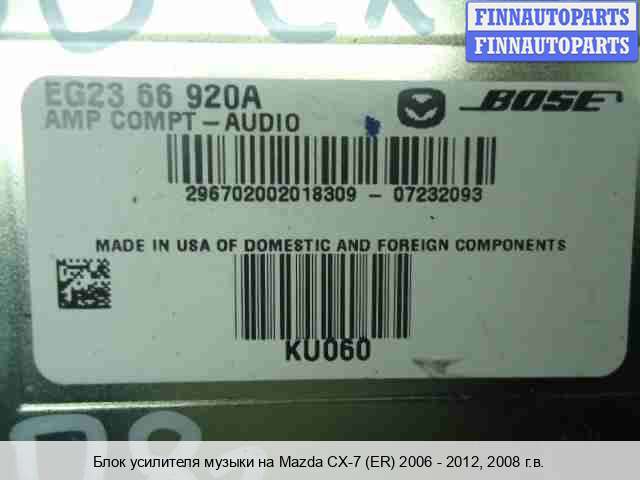 FINNAUTOPARTS
FINNAUTOPARTS
EG23 66 920A
BOSE
AMP COMPT-AUDIO
296702002018309 - 07232093
MADE IN USA OF DOMESTIC AND FOREIGN COMPONENTS
KU060
Блок усилителя музыки на Mazda CX-7 (ER) 2006 - 2012, 2008 г.в.